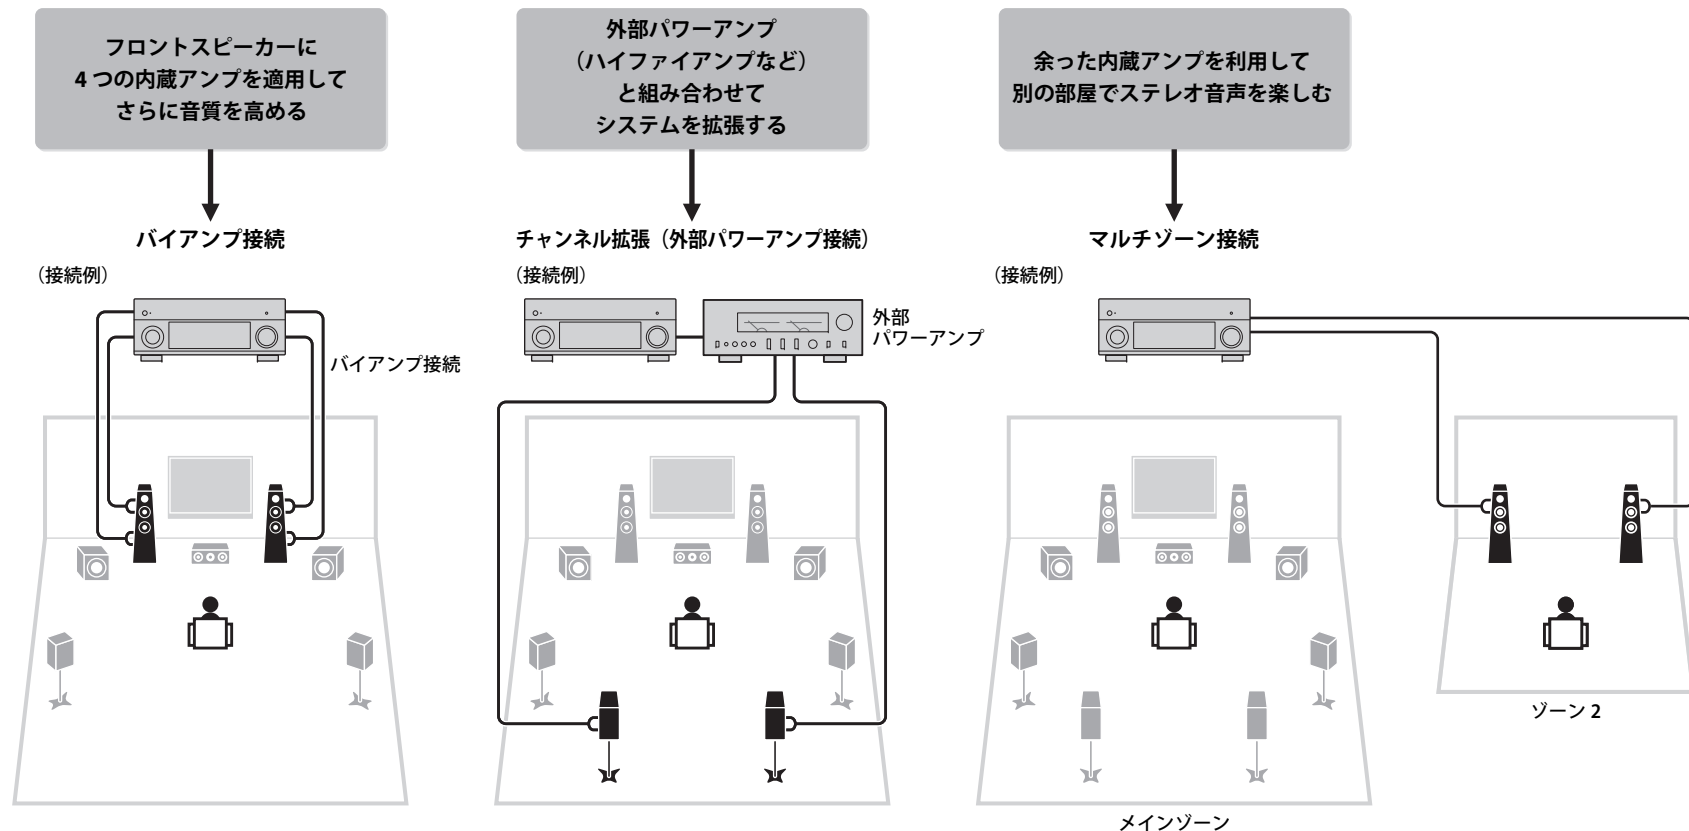 フロントスピーカーに
4 つの内蔵アンプを適用して
さらに音質を高める
バイアンプ接続
（接続例）
バイアンプ接続
外部パワーアンプ
（ハイファイアンプなど）
と組み合わせて
システムを拡張する
チャンネル拡張（外部パワーアンプ接続）
（接続例）
外部
パワーアンプ
余った内蔵アンプを利用して
別の部屋でステレオ音声を楽しむ
マルチゾーン接続
（接続例）
ゾーン 2
メインゾーン